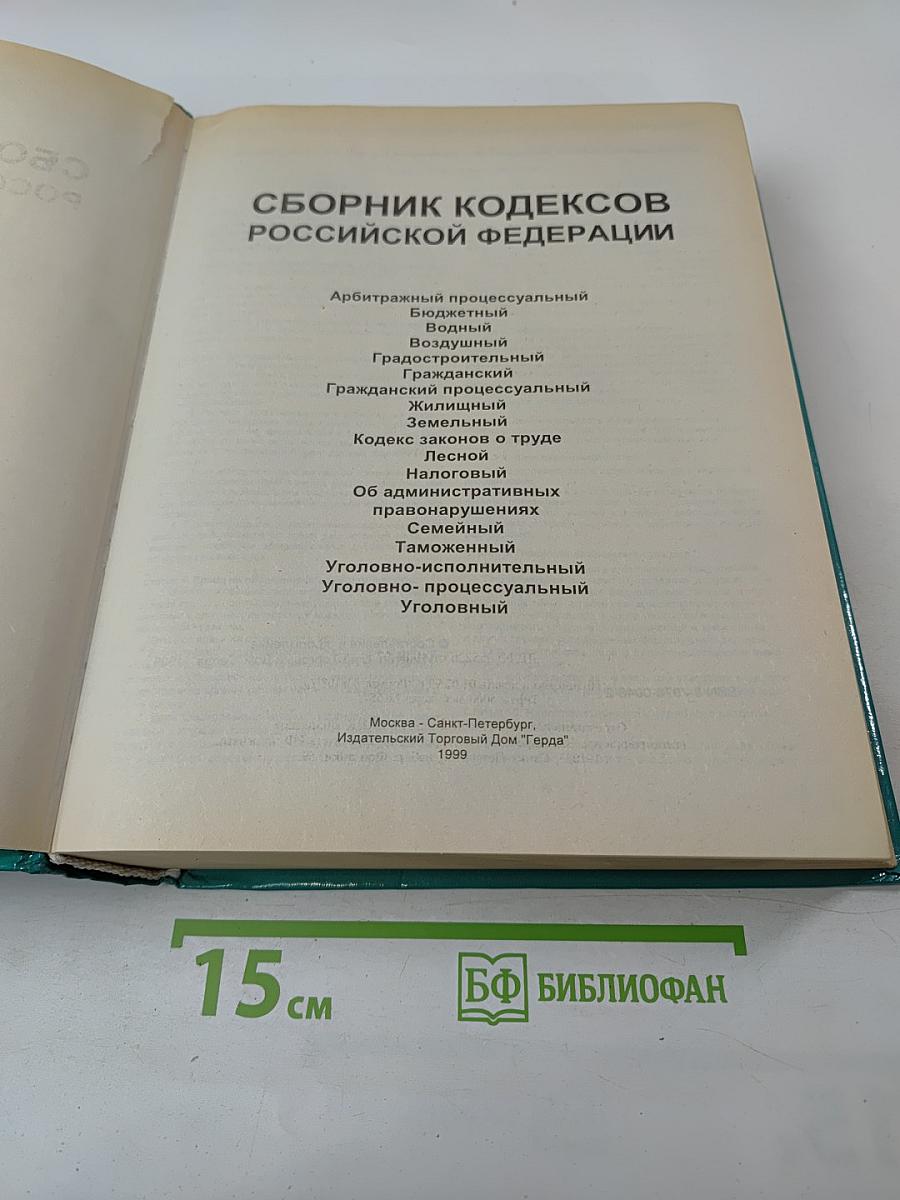 СБОРНИК КОДЕКСОВ
РОССИЙСКОЙ ФЕДЕРАЦИИ
Арбитражный процессуальный
Бюджетный
Водный
Воздушный
Градостроительный
Гражданский
Гражданский процессуальный
Жилищный
Земельный
Кодекс законов о труде
Лесной
Налоговый
Об административных
правонарушениях
Семейный
Таможенный
Уголовно-исполнительный
Уголовно- процессуальный
Уголовный
Москва - Санкт-Петербург,
Издательский Торговый Дом "Герда"
1999
15 см
БФ БИБЛИОФАН